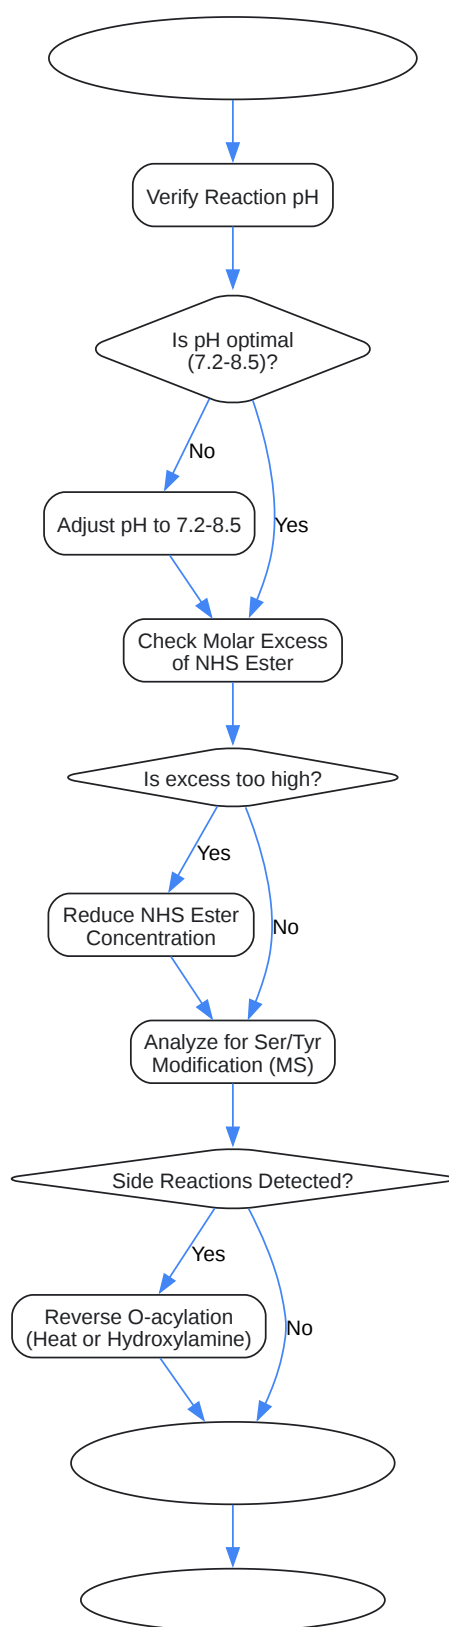 Verify Reaction pH
Is pH optimal
(7.2-8.5)?
No
Adjust pH to 7.2-8.5
Yes
Check Molar Excess
of NHS Ester
Is excess too high?
Yes
Reduce NHS Ester
Concentration
No
Analyze for Ser/Tyr
Modification (MS)
Side Reactions Detected?
Yes
Reverse O-acylation
(Heat or Hydroxylamine)
No